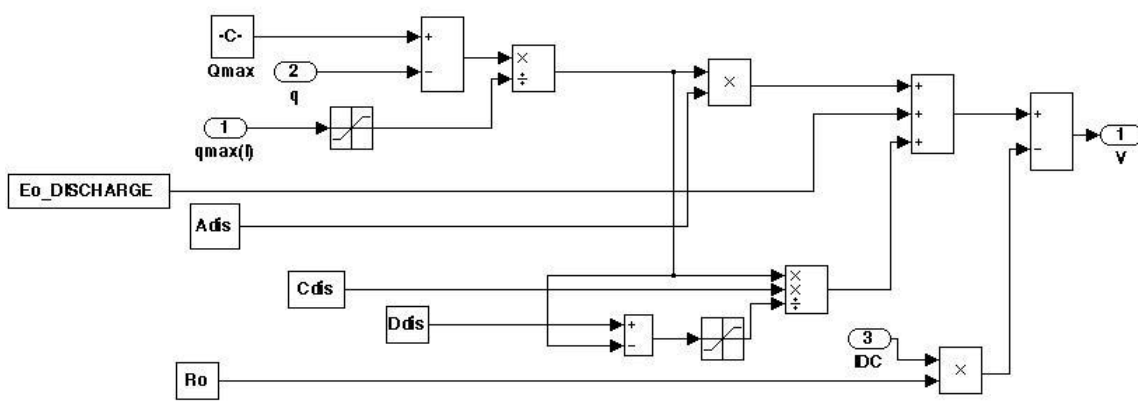 -C-
Qmax
2
q
1
qmax(I)
Eo_DISCHARGE
Adis
Cdis
Ddis
Ro
3
IDC
+
−
×
÷
×
+
+
+
+
−
1
V
×
×
÷
+
−
×